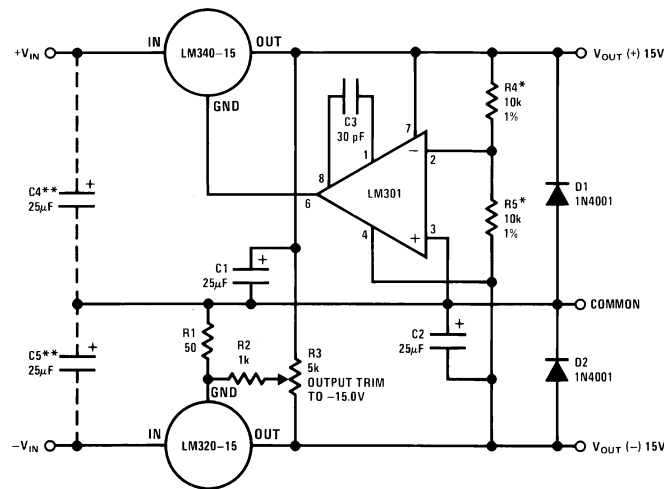 +VIN
IN
LM340–15
OUT
GND
VOUT (+) 15V
C3
30 pF
8
1
7
6
LM301
−
2
+
3
4
R4*
10k
1%
R5*
10k
1%
D1
1N4001
C4**
25μF
+
C1
25μF
+
COMMON
C5**
25μF
+
R1
50
R2
1k
R3
5k
OUTPUT TRIM
TO −15.0V
C2
25μF
+
D2
1N4001
GND
−VIN
IN
LM320–15
OUT
VOUT (−) 15V